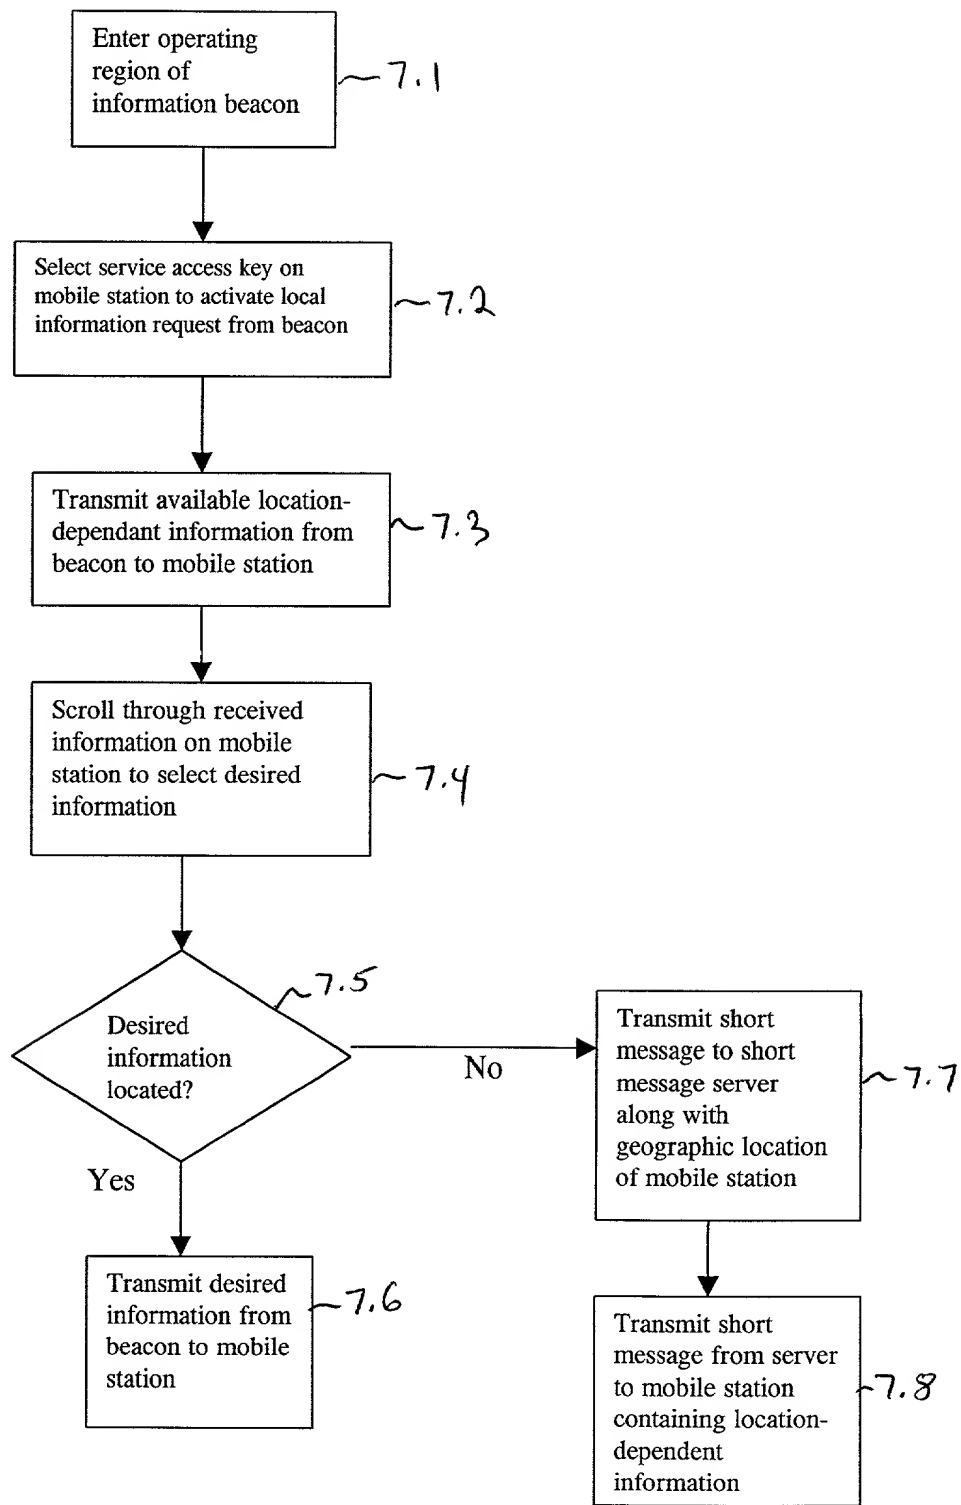 Enter operating
region of
information beacon
7.1
Select service access key on
mobile station to activate local
information request from beacon
7.2
Transmit available location-
dependant information from
beacon to mobile station
7.3
Scroll through received
information on mobile
station to select desired
information
7.4
7.5
Desired
information
located?
No
Yes
Transmit short
message to short
message server
along with
geographic location
of mobile station
7.7
Transmit desired
information from
beacon to mobile
station
7.6
Transmit short
message from server
to mobile station
containing location-
dependent
information
7.8